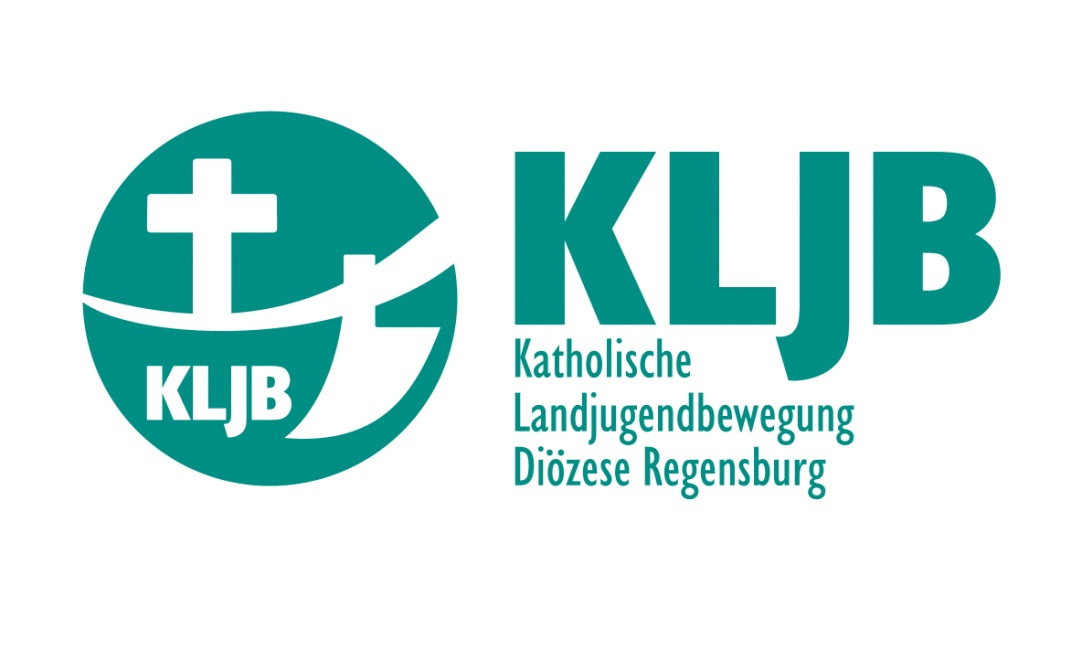 KLJB
KLJB
Katholische
Landjugendbewegung
Diözese Regensburg